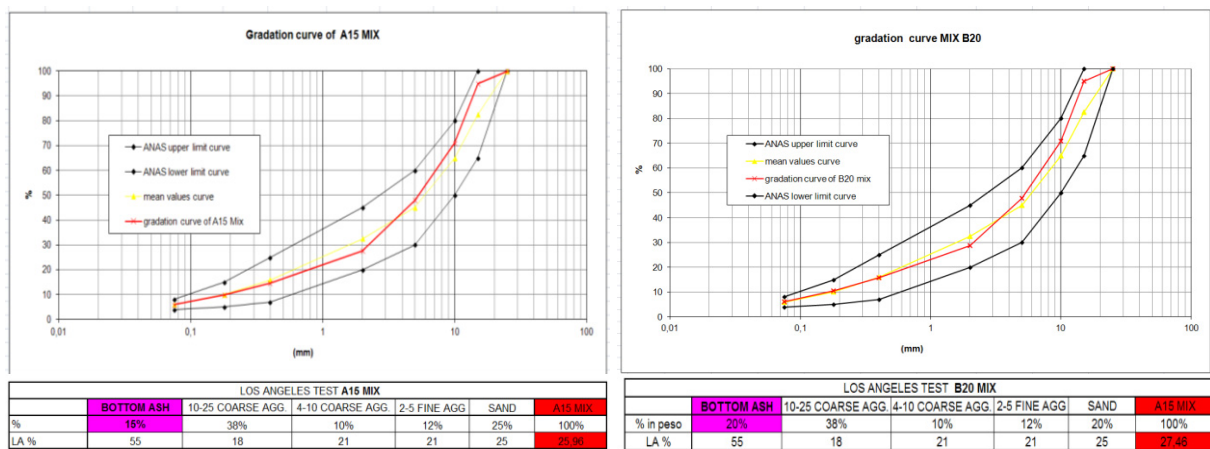 Gradation curve of A15 MIX
100
90
80
70
60
50
40
30
20
10
0
%
ANAS upper limit curve
ANAS lower limit curve
mean values curve
gradation curve of A15 Mix
0,01 0,1 1 10 100
(mm)
LOS ANGELES TEST A15 MIX
BOTTOM ASH 10-25 COARSE AGG. 4-10 COARSE AGG. 2-5 FINE AGG SAND A15 MIX
% 15% 38% 10% 12% 25% 100%
LA % 55 18 21 21 25 25,96
gradation curve MIX B20
100
90
80
70
60
50
40
30
20
10
0
%
ANAS upper limit curve
mean values curve
gradation curve of B20 mix
ANAS lower limit curve
0,01 0,1 1 10 100
(mm)
LOS ANGELES TEST B20 MIX
BOTTOM ASH 10-25 COARSE AGG. 4-10 COARSE AGG. 2-5 FINE AGG SAND A15 MIX
% in peso 20% 38% 10% 12% 20% 100%
LA % 55 18 21 21 25 27,46